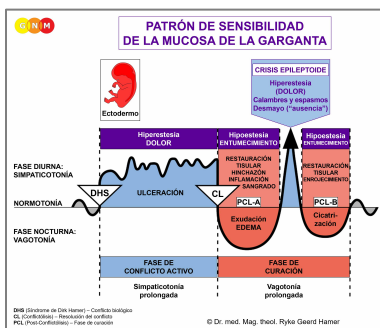 GNM
PATRÓN DE SENSIBILIDAD
DE LA MUCOSA DE LA GARGANTA
Ectodermo
CRISIS EPILEPTOIDE
Hiperestesia
(DOLOR)
Calambres y espasmos
Desmayo ("ausencia")
Hiperestesia
DOLOR
Hipoestesia
ENTUMECIMIENTO
Hipoestesia
ENTUMECIMIENTO
FASE DIURNA:
SIMPATICOTONÍA
NORMOTONÍA
FASE NOCTURNA:
VAGOTONÍA
DHS
ULCERACIÓN
CL
RESTAURACIÓN
TISULAR
HINCHAZÓN
INFLAMACIÓN
SANGRADO
PCL-A
Exudación
EDEMA
RESTAURACIÓN
TISULAR
ENROJECIMIENTO
PCL-B
Cicatri-
zación
FASE DE
CONFLICTO ACTIVO
FASE DE
CURACIÓN
Simpaticotonía
prolongada
Vagotonía
prolongada
DHS (Síndrome de Dirk Hamer) – Conflicto biológico
CL (Conflictólisis) – Resolución del conflicto
PCL (Post-Conflictólisis) – Fase de curación
© Dr. med. Mag. theol. Ryke Geerd Hamer